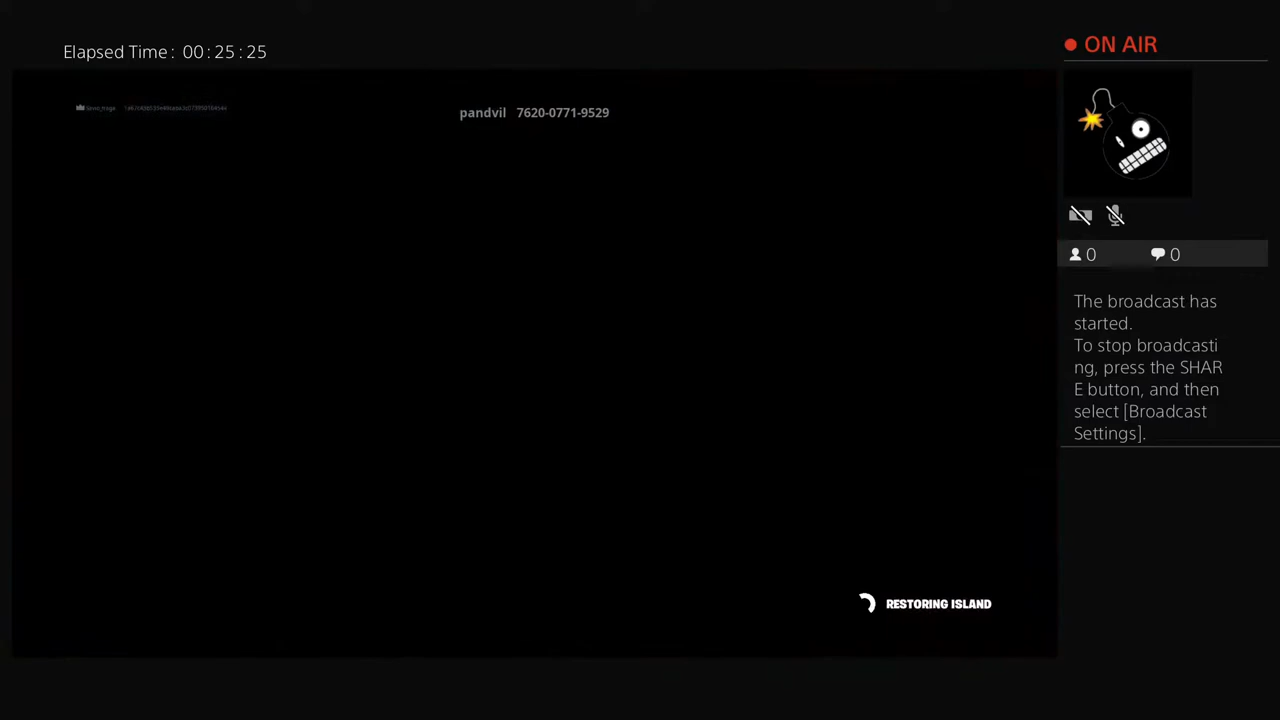 Elapsed Time: 00:25:25
ON AIR
pandvil 7620-0771-9529
0 0
The broadcast has
started.
To stop broadcasti
ng, press the SHAR
E button, and then
select [Broadcast
Settings].
RESTORING ISLAND